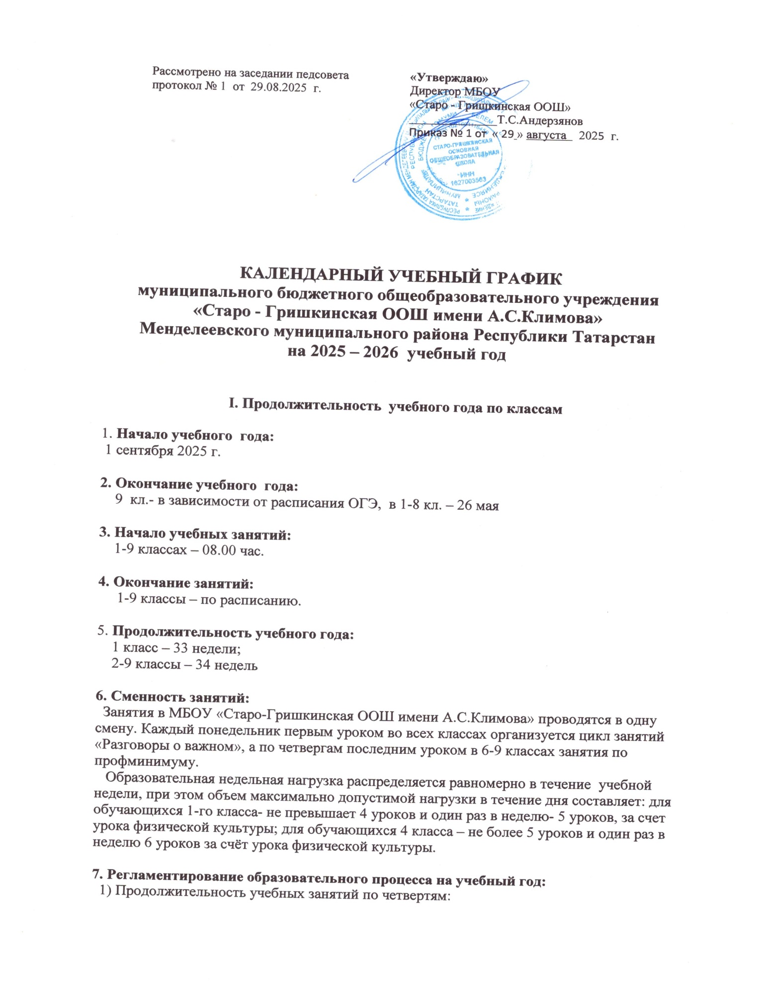 Рассмотрено на заседании педсовета
протокол № 1 от 29.08.2025 г.
«Утверждаю»
Директор МБОУ
«Старо - Гришкинская ООШ»
______________Т.С.Андерзянов
Приказ № 1 от « 29 » августа 2025 г.
СТАРО-ГРИШКИНСКАЯ
ОСНОВНАЯ
ОБЩЕОБРАЗОВАТЕЛЬНАЯ
ШКОЛА
ИНН
1627003563
КАЛЕНДАРНЫЙ УЧЕБНЫЙ ГРАФИК
муниципального бюджетного общеобразовательного учреждения
«Старо - Гришкинская ООШ имени А.С.Климова»
Менделеевского муниципального района Республики Татарстан
на 2025 – 2026 учебный год
I. Продолжительность учебного года по классам
1. Начало учебного года:
1 сентября 2025 г.
2. Окончание учебного года:
9 кл.- в зависимости от расписания ОГЭ, в 1-8 кл. – 26 мая
3. Начало учебных занятий:
1-9 классах – 08.00 час.
4. Окончание занятий:
1-9 классы – по расписанию.
5. Продолжительность учебного года:
1 класс – 33 недели;
2-9 классы – 34 недель
6. Сменность занятий:
Занятия в МБОУ «Старо-Гришкинская ООШ имени А.С.Климова» проводятся в одну
смену. Каждый понедельник первым уроком во всех классах организуется цикл занятий
«Разговоры о важном», а по четвергам последним уроком в 6-9 классах занятия по
профминимуму.
Образовательная недельная нагрузка распределяется равномерно в течение учебной
недели, при этом объем максимально допустимой нагрузки в течение дня составляет: для
обучающихся 1-го класса- не превышает 4 уроков и один раз в неделю- 5 уроков, за счет
урока физической культуры; для обучающихся 4 класса – не более 5 уроков и один раз в
неделю 6 уроков за счёт урока физической культуры.
7. Регламентирование образовательного процесса на учебный год:
1) Продолжительность учебных занятий по четвертям: